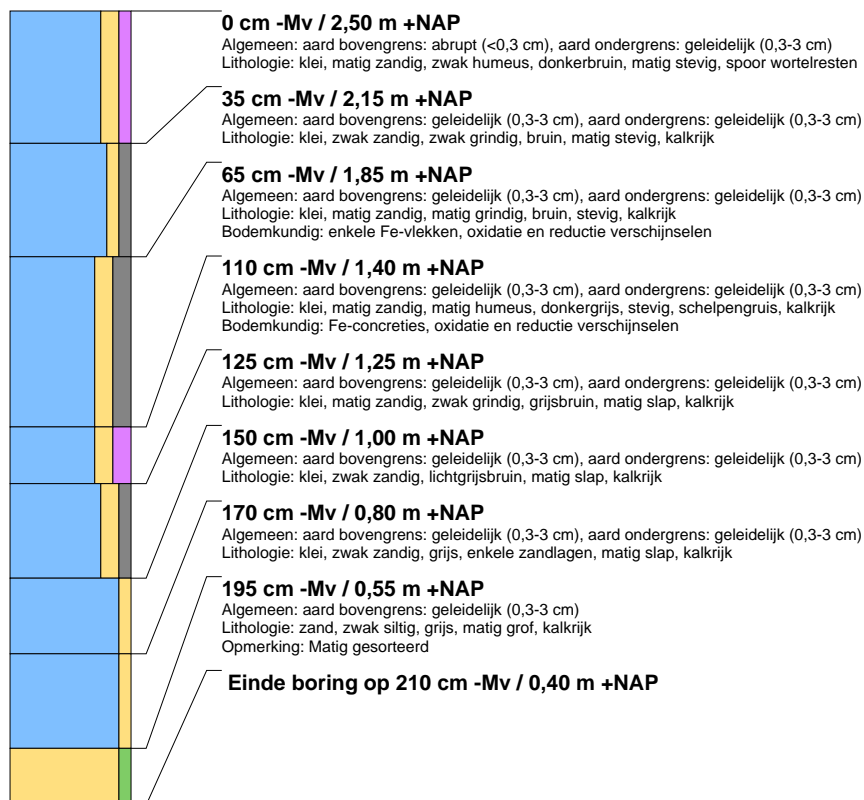 0 cm -Mv / 2,50 m +NAP
Algemeen: aard bovengrens: abrupt (<0,3 cm), aard ondergrens: geleidelijk (0,3-3 cm)
Lithologie: klei, matig zandig, zwak humeus, donkerbruin, matig stevig, spoor wortelresten
35 cm -Mv / 2,15 m +NAP
Algemeen: aard bovengrens: geleidelijk (0,3-3 cm), aard ondergrens: geleidelijk (0,3-3 cm)
Lithologie: klei, zwak zandig, zwak grindig, bruin, matig stevig, kalkrijk
65 cm -Mv / 1,85 m +NAP
Algemeen: aard bovengrens: geleidelijk (0,3-3 cm), aard ondergrens: geleidelijk (0,3-3 cm)
Lithologie: klei, matig zandig, matig grindig, bruin, stevig, kalkrijk
Bodemkundig: enkele Fe-vlekken, oxidatie en reductie verschijnselen
110 cm -Mv / 1,40 m +NAP
Algemeen: aard bovengrens: geleidelijk (0,3-3 cm), aard ondergrens: geleidelijk (0,3-3 cm)
Lithologie: klei, matig zandig, matig humeus, donkergrijs, stevig, schelpengruis, kalkrijk
Bodemkundig: Fe-concreties, oxidatie en reductie verschijnselen
125 cm -Mv / 1,25 m +NAP
Algemeen: aard bovengrens: geleidelijk (0,3-3 cm), aard ondergrens: geleidelijk (0,3-3 cm)
Lithologie: klei, matig zandig, zwak grindig, grijsbruin, matig slap, kalkrijk
150 cm -Mv / 1,00 m +NAP
Algemeen: aard bovengrens: geleidelijk (0,3-3 cm), aard ondergrens: geleidelijk (0,3-3 cm)
Lithologie: klei, zwak zandig, lichtgrijsbruin, matig slap, kalkrijk
170 cm -Mv / 0,80 m +NAP
Algemeen: aard bovengrens: geleidelijk (0,3-3 cm), aard ondergrens: geleidelijk (0,3-3 cm)
Lithologie: klei, zwak zandig, grijs, enkele zandlagen, matig slap, kalkrijk
195 cm -Mv / 0,55 m +NAP
Algemeen: aard bovengrens: geleidelijk (0,3-3 cm)
Lithologie: zand, zwak siltig, grijs, matig grof, kalkrijk
Opmerking: Matig gesorteerd
Einde boring op 210 cm -Mv / 0,40 m +NAP